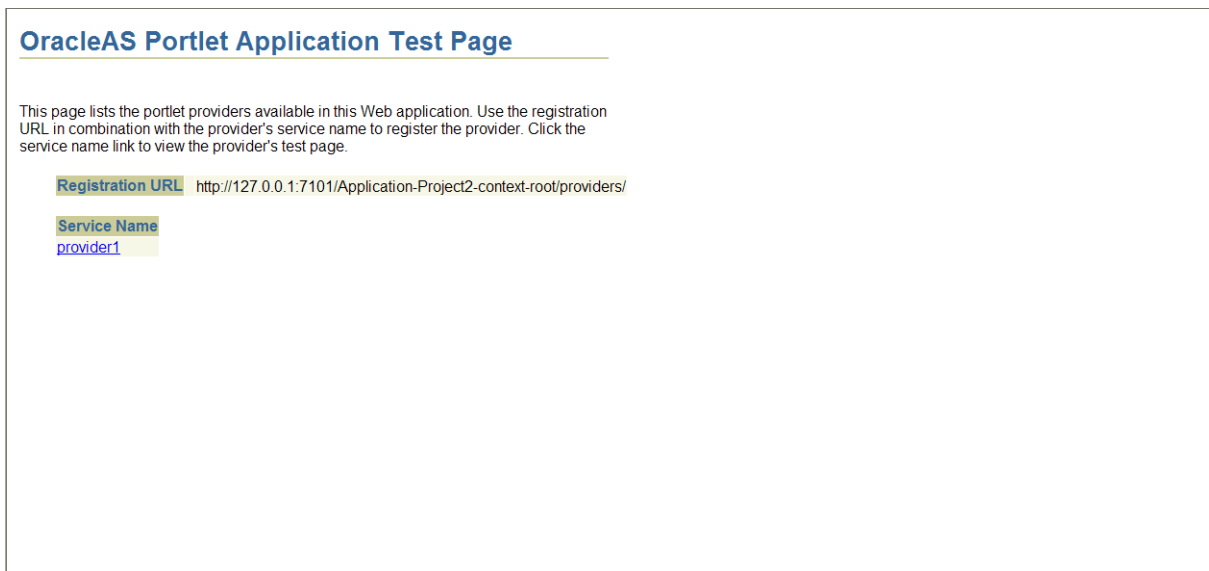 OracleAS Portlet Application Test Page
This page lists the portlet providers available in this Web application. Use the registration
URL in combination with the provider's service name to register the provider. Click the
service name link to view the provider's test page.
Registration URL http://127.0.0.1:7101/Application-Project2-context-root/providers/
Service Name
provider1